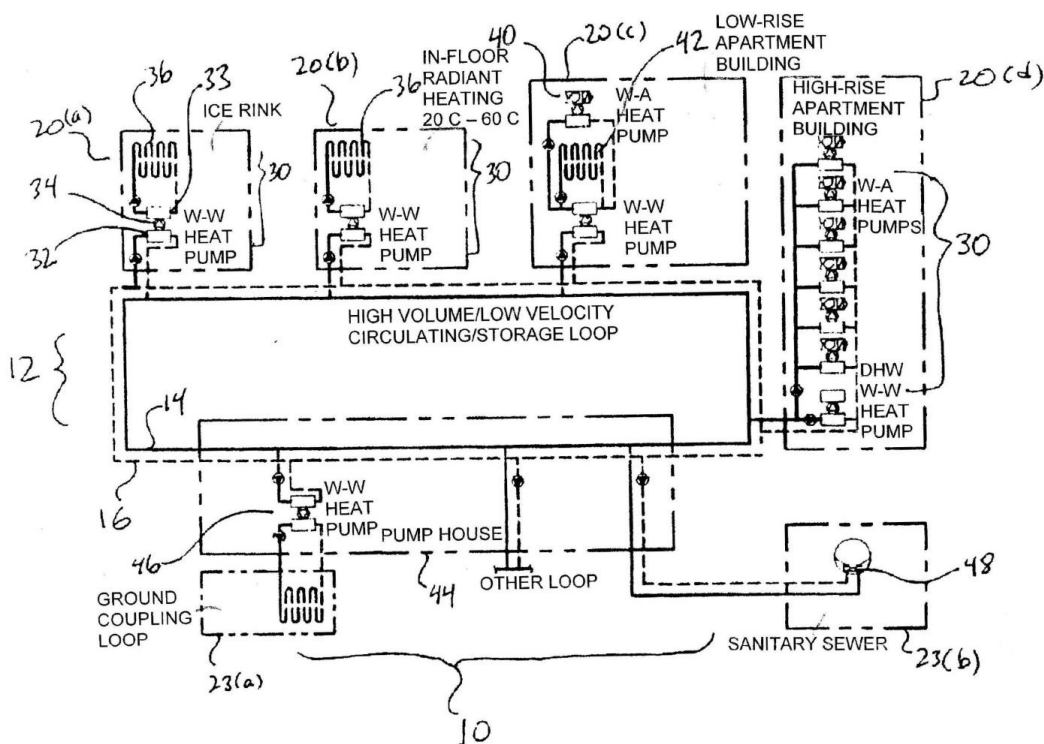 40
20(c)
42
LOW-RISE
APARTMENT
BUILDING
36
33
20(b)
IN-FLOOR
RADIANT
HEATING
20 C – 60 C
36
20(d)
20(a)
ICE RINK
W-A
HEAT
PUMP
HIGH-RISE
APARTMENT
BUILDING
34
32
30
30
W-W
HEAT
PUMP
W-W
HEAT
PUMP
W-W
HEAT
PUMP
W-A
HEAT
PUMPS
30
HIGH VOLUME/LOW VELOCITY
CIRCULATING/STORAGE LOOP
12
14
DHW
W-W
HEAT
PUMP
16
W-W
HEAT
PUMP
PUMP HOUSE
46
44
OTHER LOOP
48
GROUND
COUPLING
LOOP
SANITARY SEWER
23(a)
23(b)
10